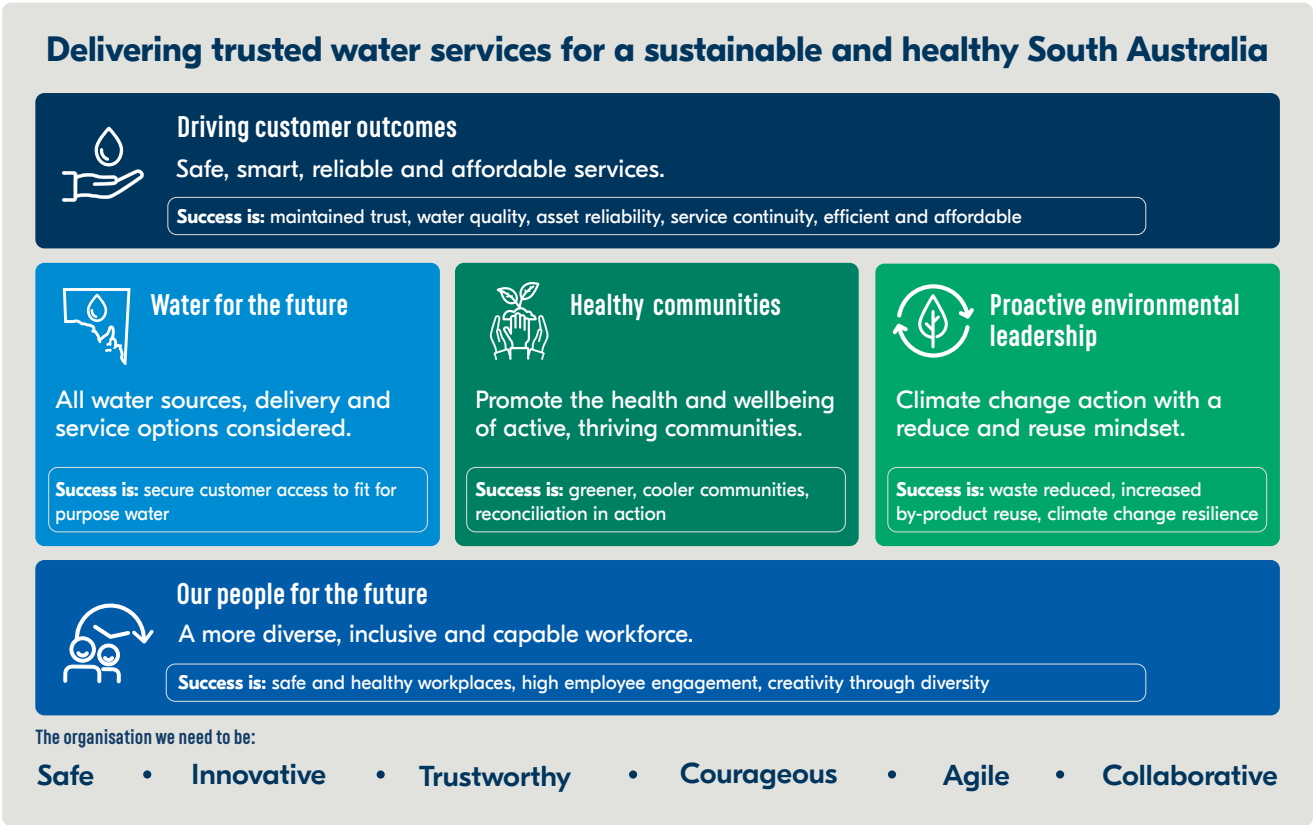 Delivering trusted water services for a sustainable and healthy South Australia
Driving customer outcomes
Safe, smart, reliable and affordable services.
Success is: maintained trust, water quality, asset reliability, service continuity, efficient and affordable
Water for the future
All water sources, delivery and
service options considered.
Success is: secure customer access to fit for
purpose water
Healthy communities
Promote the health and wellbeing
of active, thriving communities.
Success is: greener, cooler communities,
reconciliation in action
Proactive environmental
leadership
Climate change action with a
reduce and reuse mindset.
Success is: waste reduced, increased
by-product reuse, climate change resilience
Our people for the future
A more diverse, inclusive and capable workforce.
Success is: safe and healthy workplaces, high employee engagement, creativity through diversity
The organisation we need to be:
Safe • Innovative • Trustworthy • Courageous • Agile • Collaborative